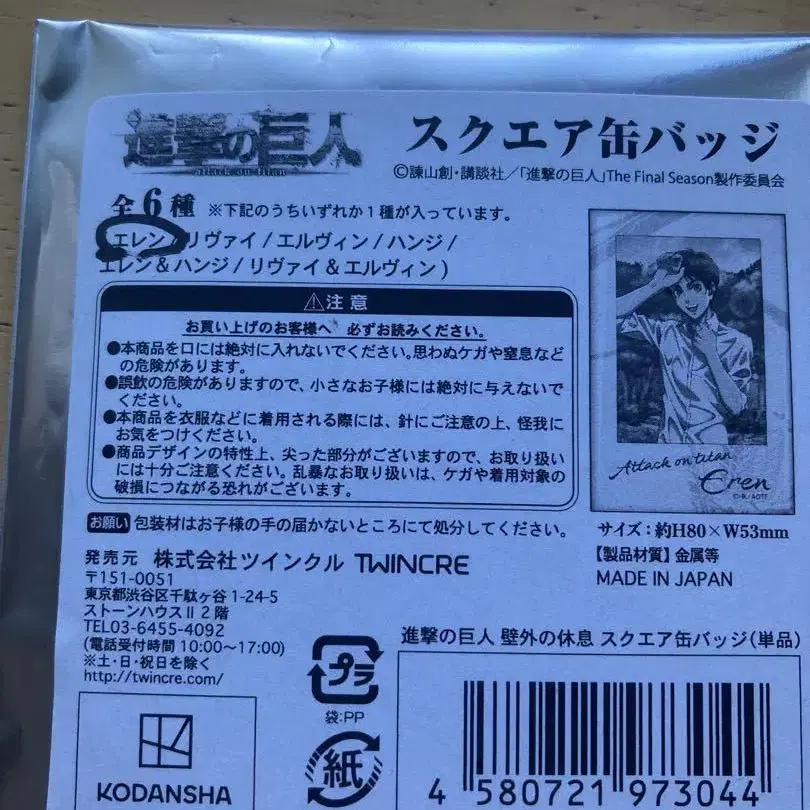 進撃の巨人
attack on titan
スクエア缶バッジ
©諫山創・講談社/「進撃の巨人」The Final Season製作委員会
全6種 ※下記のうちいずれか1種が入っています。
(エレン/リヴァイ/エルヴィン/ハンジ/
エレン&ハンジ/リヴァイ&エルヴィン)
⚠注意
お買い上げのお客様へ 必ずお読みください。
●本商品を口には絶対に入れないでください。思わぬケガや窒息など
の危険があります。
●誤飲の危険がありますので、小さなお子様には絶対に与えないで
ください。
●本商品を衣服などに着用される際には、針にご注意の上、怪我に
お気をつけください。
●商品デザインの特性上、尖った部分がございますので、お取り扱い
には十分ご注意ください。乱暴なお取り扱いは、ケガや着用対象の
破損につながる恐れがございます。
お願い 包装材はお子様の手の届かないところにて処分してください。
Attack on titan
Eren
サイズ:約H80×W53mm
【製品材質】金属等
MADE IN JAPAN
発売元 株式会社ツインクル TWINCRE
〒151-0051
東京都渋谷区千駄ヶ谷1-24-5
ストーンハウスⅡ2階
TEL03-6455-4092
(電話受付時間 10:00〜17:00)
※土・日・祝日を除く
http://twincre.com/
プラ
袋:PP
紙
KODANSHA
進撃の巨人 壁外の休息 スクエア缶バッジ(単品)
4 580721 973044